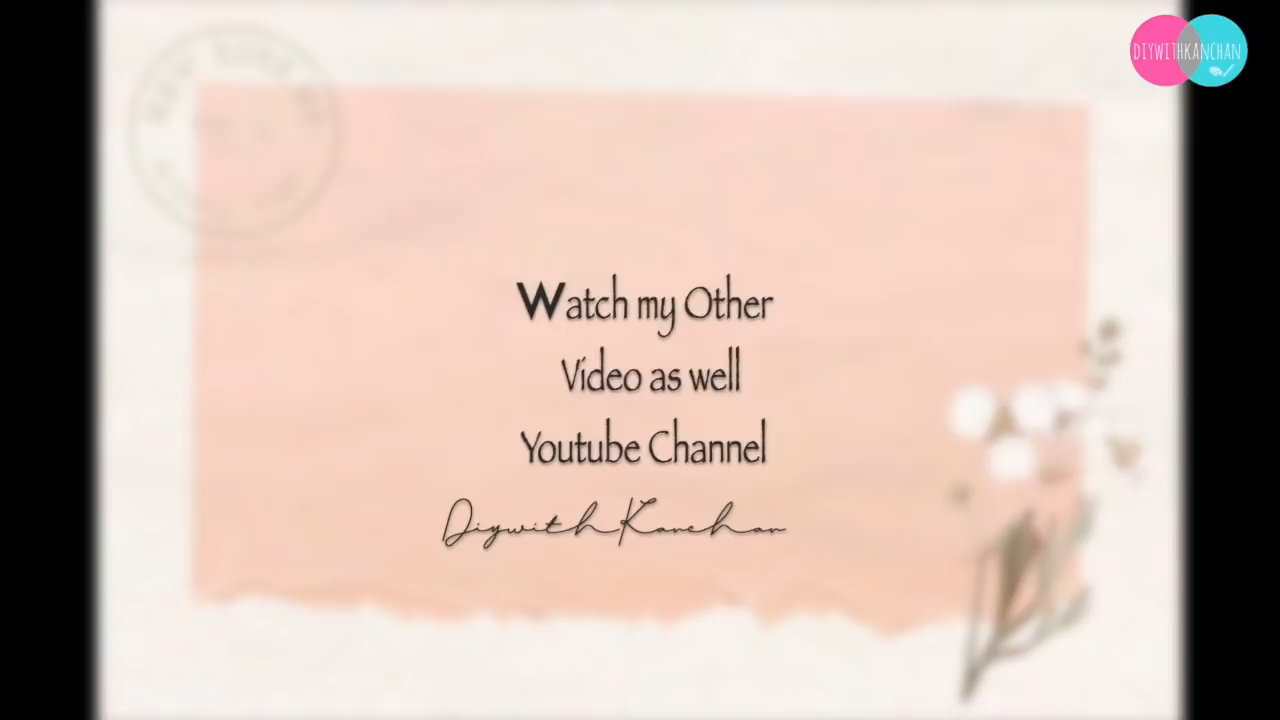 DIYWITHKANCHAN
Watch my Other
Video as well
Youtube Channel
DiywithKanchan